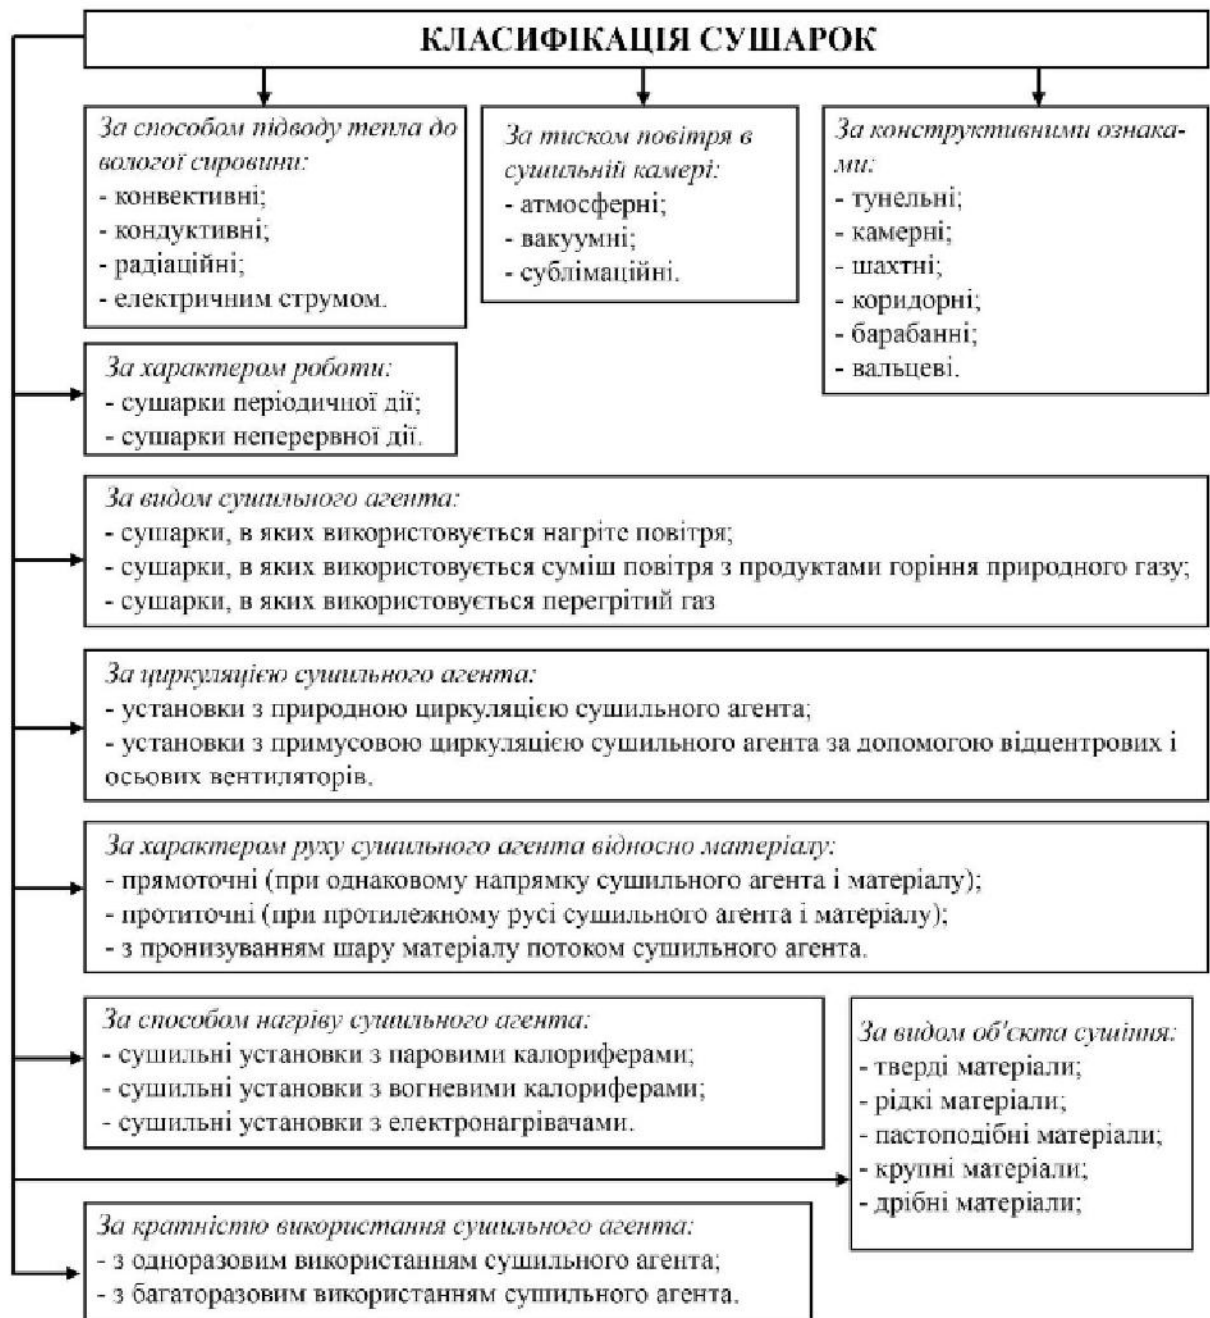 КЛАСИФІКАЦІЯ СУШАРОК
За способом підводу тепла до
вологої сировини:
- конвективні;
- кондуктивні;
- радіаційні;
- електричним струмом.
За тиском повітря в
сушильній камері:
- атмосферні;
- вакуумні;
- сублімаційні.
За конструктивними ознака-
ми:
- тунельні;
- камерні;
- шахтні;
- коридорні;
- барабанні;
- вальцеві.
За характером роботи:
- сушарки періодичної дії;
- сушарки неперервної дії.
За видом сушильного агента:
- сушарки, в яких використовується нагріте повітря;
- сушарки, в яких використовується суміш повітря з продуктами горіння природного газу;
- сушарки, в яких використовується перегрітий газ
За циркуляцією сушильного агента:
- установки з природною циркуляцією сушильного агента;
- установки з примусовою циркуляцією сушильного агента за допомогою відцентрових і
осьових вентиляторів.
За характером руху сушильного агента відносно матеріалу:
- прямоточні (при однаковому напрямку сушильного агента і матеріалу);
- протиточні (при протилежному русі сушильного агента і матеріалу);
- з пронизуванням шару матеріалу потоком сушильного агента.
За способом нагріву сушильного агента:
- сушильні установки з паровими калориферами;
- сушильні установки з вогневими калориферами;
- сушильні установки з електронагрівачами.
За видом об'єкта сушіння:
- тверді матеріали;
- рідкі матеріали;
- пастоподібні матеріали;
- крупні матеріали;
- дрібні матеріали;
За кратністю використання сушильного агента:
- з одноразовим використанням сушильного агента;
- з багаторазовим використанням сушильного агента.